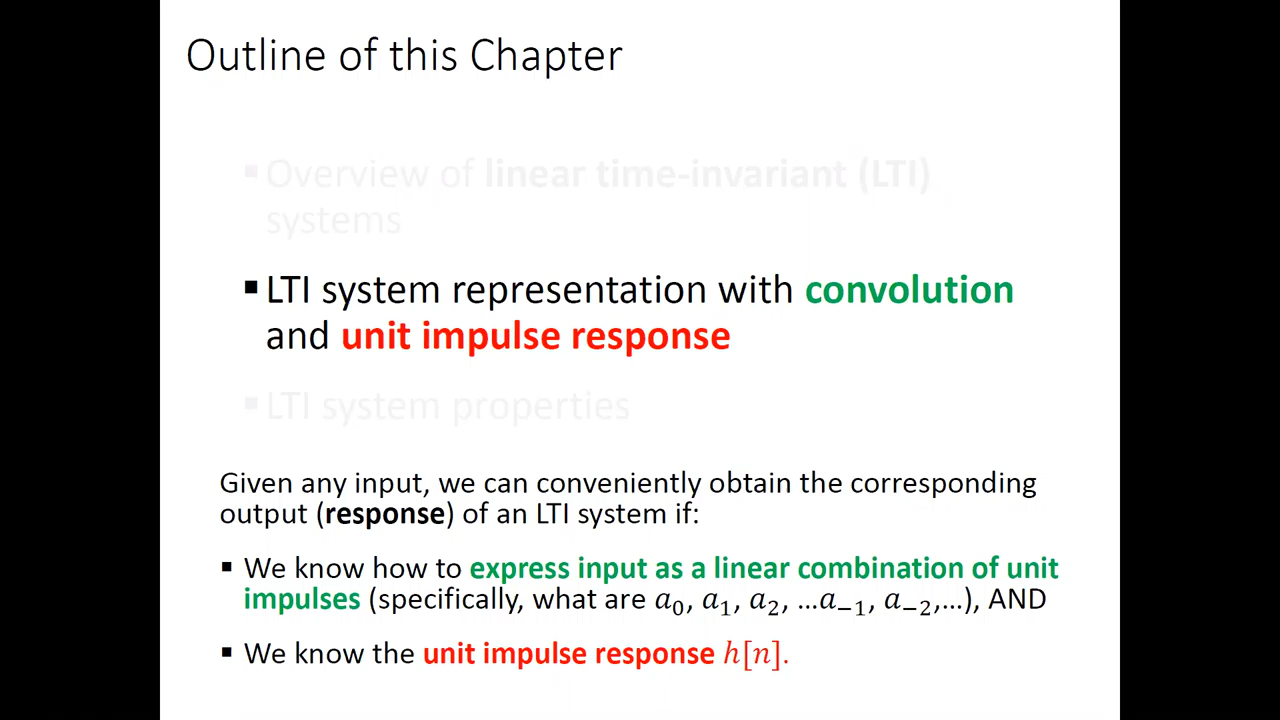 Outline of this Chapter
▪Overview of linear time-invariant (LTI)
systems
▪LTI system representation with convolution
and unit impulse response
▪LTI system properties
Given any input, we can conveniently obtain the corresponding
output (response) of an LTI system if:
▪ We know how to express input as a linear combination of unit
impulses (specifically, what are a₀, a₁, a₂, …a₋₁, a₋₂,…), AND
▪ We know the unit impulse response h[n].